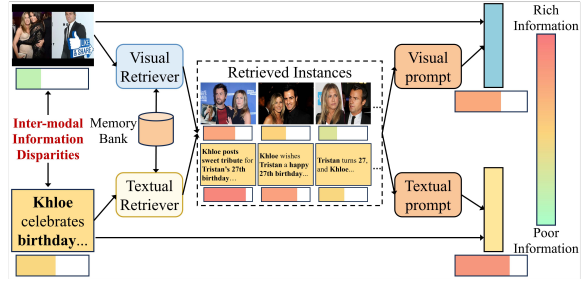 LIKE
& SHARE
Inter-modal
Information
Disparities
Khloe
celebrates
birthday...
Visual
Retriever
Memory
Bank
Textual
Retriever
Retrieved Instances
...
Khloe posts
sweet tribute for
Tristan's 27th
birthday...
Khloe wishes
Tristan a happy
27th birthday...
Tristan turns 27,
and Khloe...
...
Visual
prompt
Textual
prompt
Rich
Information
Poor
Information